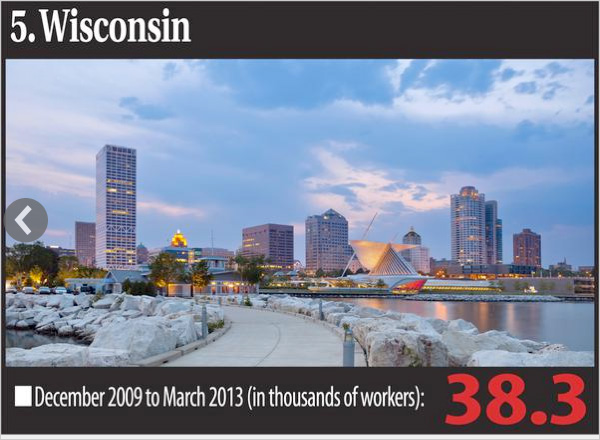 5. Wisconsin
December 2009 to March 2013 (in thousands of workers): 38.3